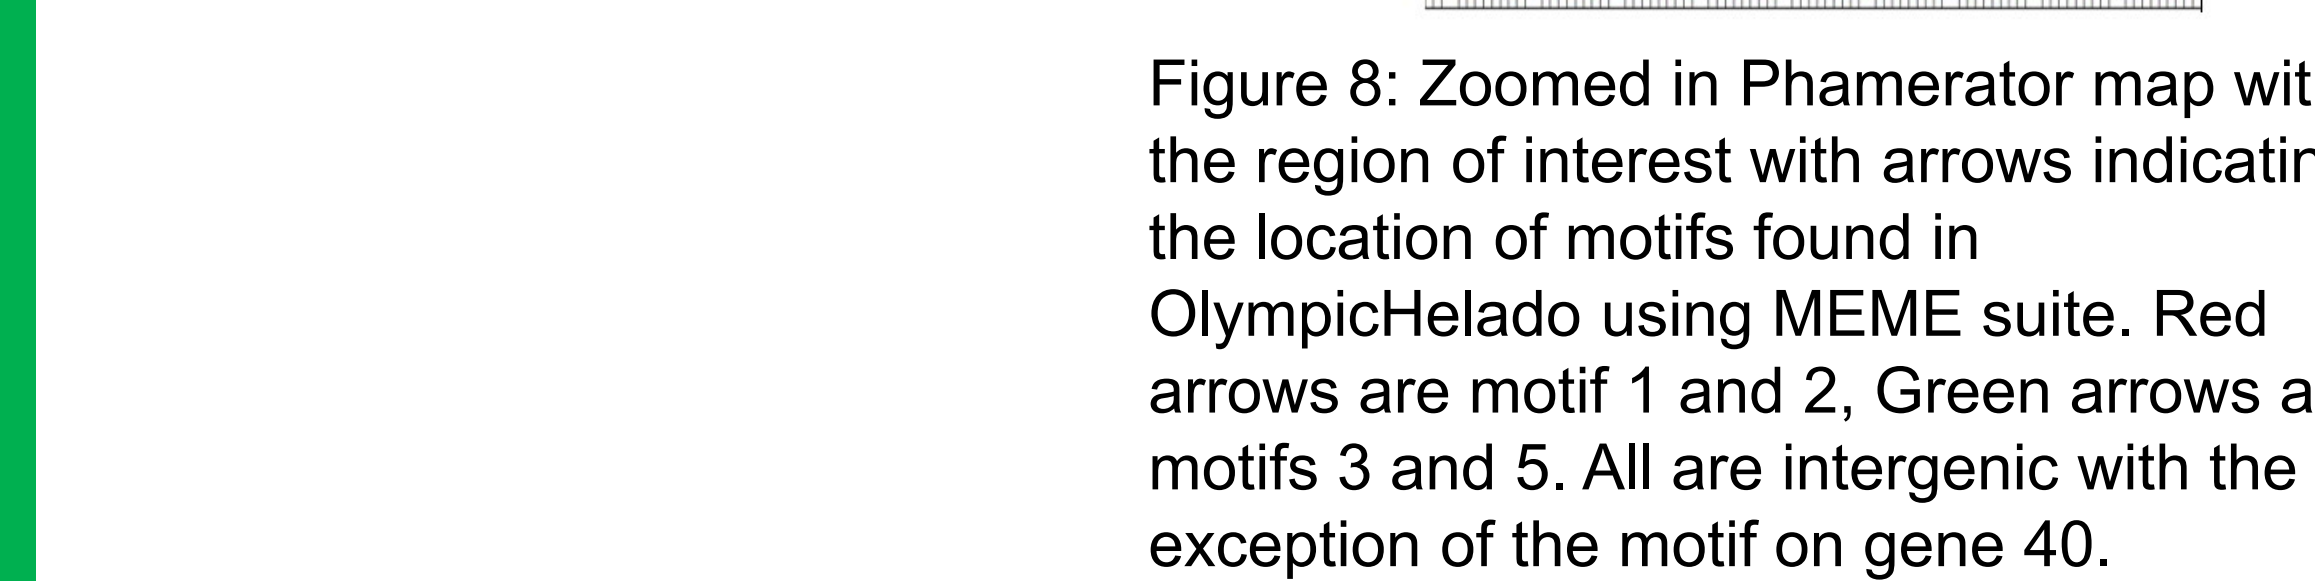 Figure 8: Zoomed in Phamerator map wit
the region of interest with arrows indicatin
the location of motifs found in
OlympicHelado using MEME suite. Red
arrows are motif 1 and 2, Green arrows a
motifs 3 and 5. All are intergenic with the
exception of the motif on gene 40.